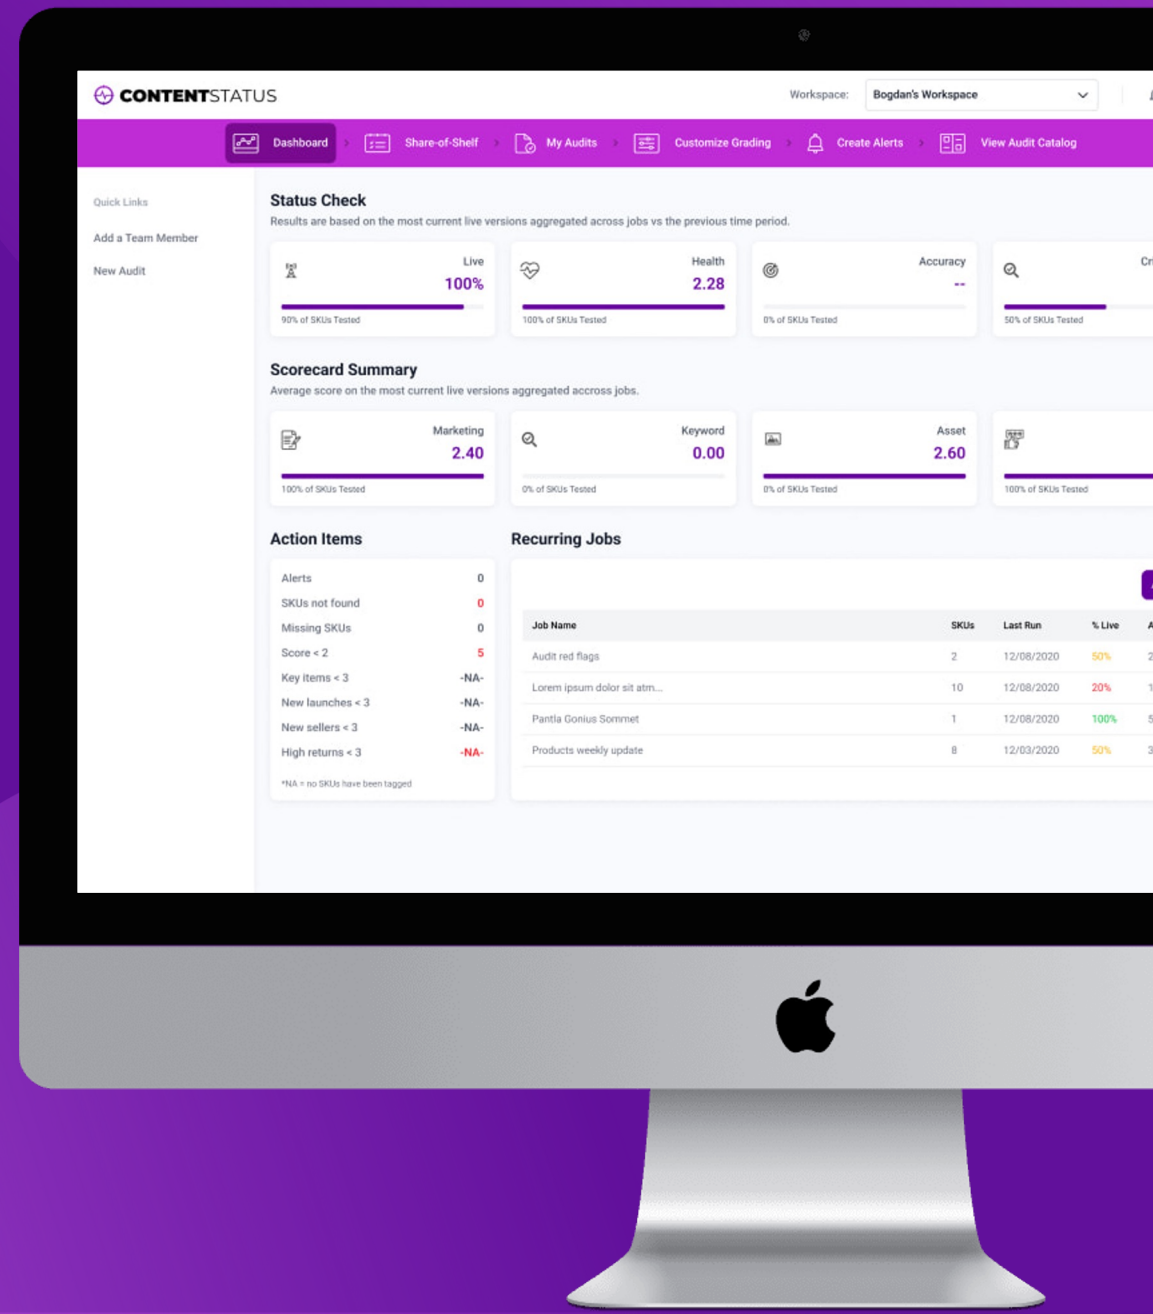 CONTENTSTATUS
Workspace: Bogdan's Workspace
Dashboard Share-of-Shelf My Audits Customize Grading Create Alerts View Audit Catalog
Quick Links
Add a Team Member
New Audit
Status Check
Results are based on the most current live versions aggregated across jobs vs the previous time period.
Live
100%
90% of SKUs Tested
Health
2.28
100% of SKUs Tested
Accuracy
--
0% of SKUs Tested
50% of SKUs Tested
Scorecard Summary
Average score on the most current live versions aggregated accross jobs.
Marketing
2.40
100% of SKUs Tested
Keyword
0.00
0% of SKUs Tested
Asset
2.60
0% of SKUs Tested
100% of SKUs Tested
Action Items
Alerts 0
SKUs not found 0
Missing SKUs 0
Score < 2 5
Key items < 3 -NA-
New launches < 3 -NA-
New sellers < 3 -NA-
High returns < 3 -NA-
*NA = no SKUs have been tagged
Recurring Jobs
Job Name SKUs Last Run % Live
Audit red flags 2 12/08/2020 50%
Lorem ipsum dolor sit atm... 10 12/08/2020 20%
Pantla Gonius Sommet 1 12/08/2020 100%
Products weekly update 8 12/03/2020 50%